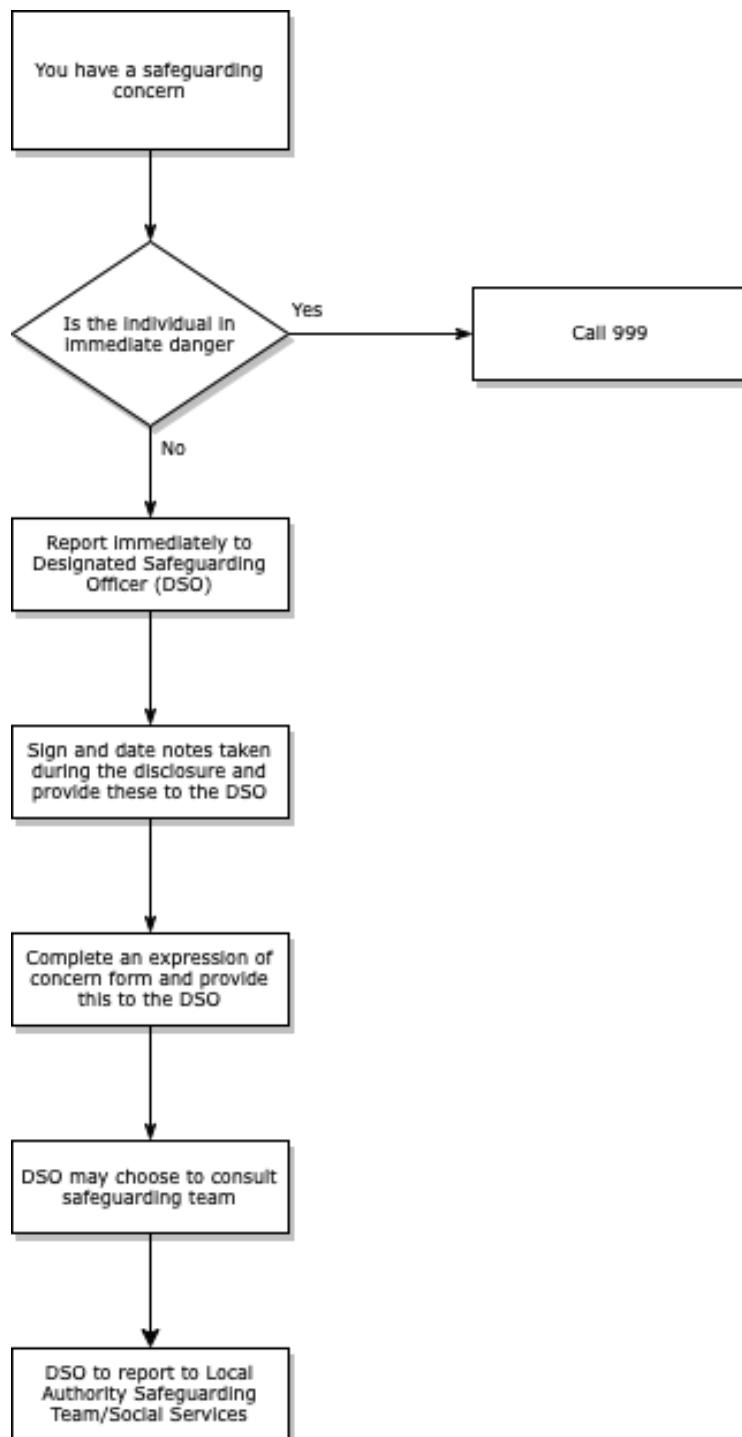 You have a safeguarding
concern
Is the individual in
immediate danger
Yes
Call 999
No
Report immediately to
Designated Safeguarding
Officer (DSO)
Sign and date notes taken
during the disclosure and
provide these to the DSO
Complete an expression of
concern form and provide
this to the DSO
DSO may choose to consult
safeguarding team
DSO to report to Local
Authority Safeguarding
Team/Social Services